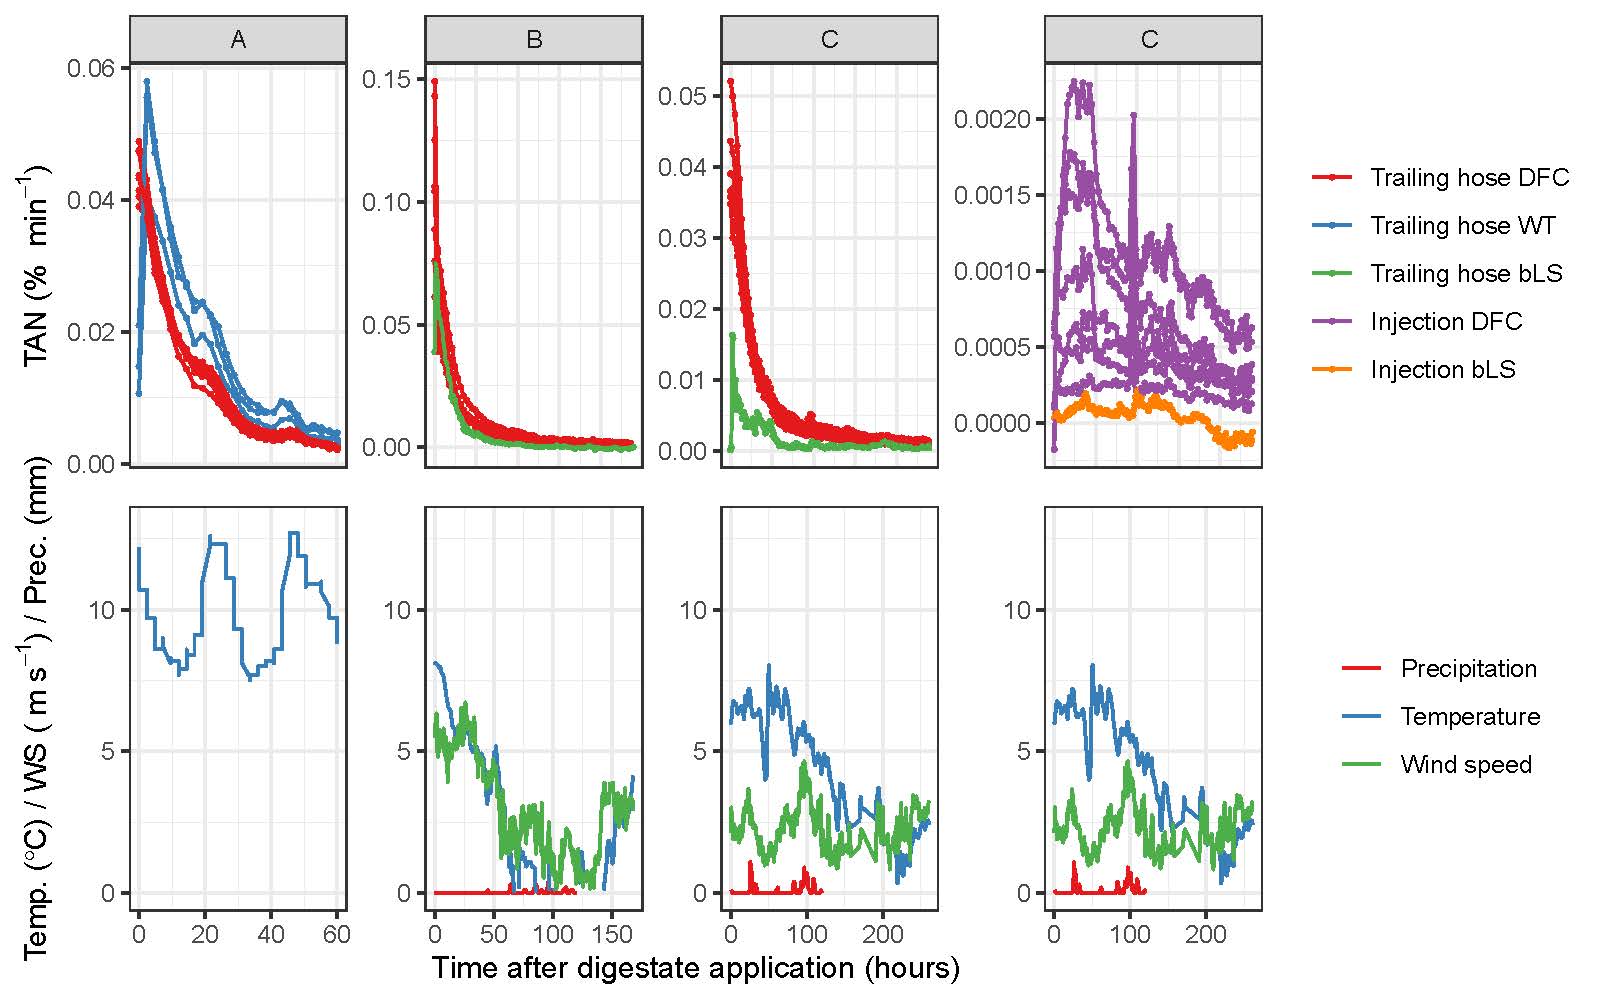 A
B
C
C
TAN (% min−1)
0.06
0.04
0.02
0.00
0.15
0.10
0.05
0.00
0.05
0.04
0.03
0.02
0.01
0.00
0.0020
0.0015
0.0010
0.0005
0.0000
Trailing hose DFC
Trailing hose WT
Trailing hose bLS
Injection DFC
Injection bLS
Temp. (°C) / WS ( m s−1) / Prec. (mm)
10
5
0
10
5
0
10
5
0
10
5
0
Precipitation
Temperature
Wind speed
0 20 40 60
0 50 100 150
0 100 200
0 100 200
Time after digestate application (hours)